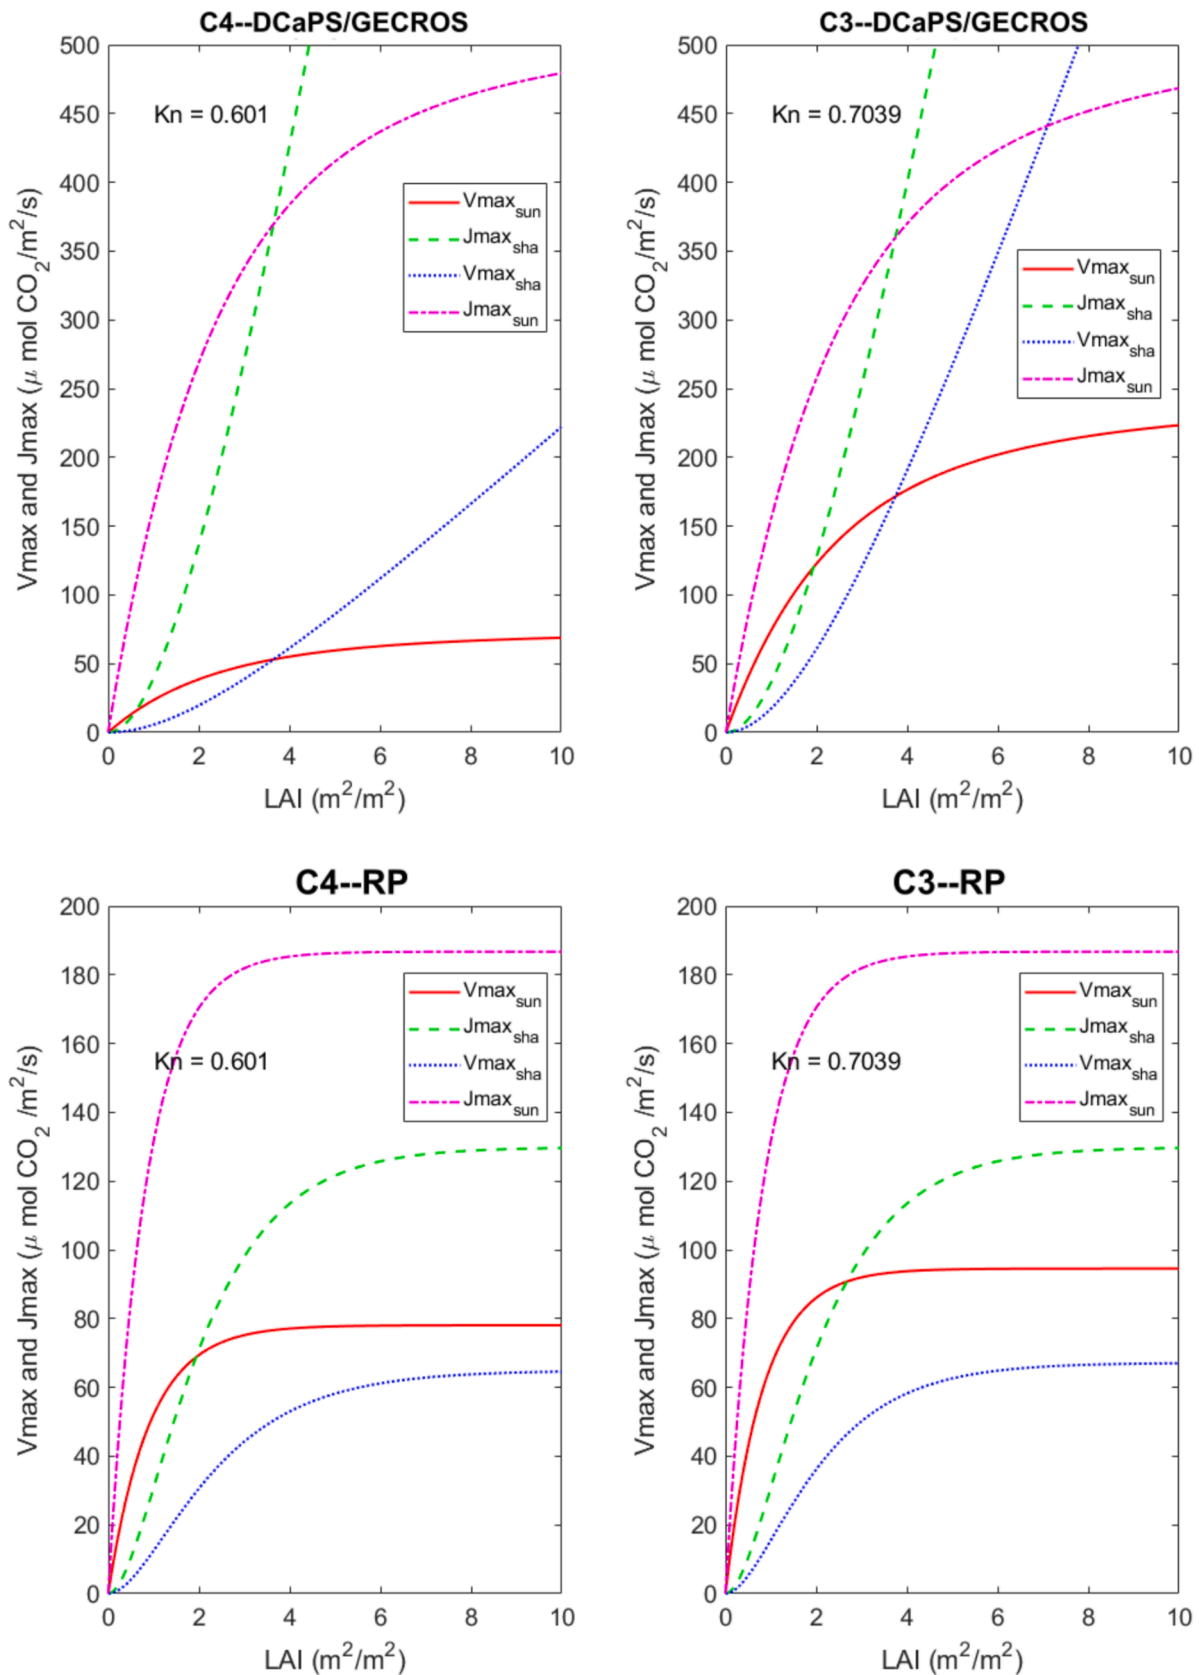 C4--DCaPS/GECROS
Vmax and Jmax (μ mol CO2/m2/s)
500
450
400
350
300
250
200
150
100
50
0
Kn = 0.601
Vmaxsun
Jmaxsha
Vmaxsha
Jmaxsun
0 2 4 6 8 10
LAI (m2/m2)
C3--DCaPS/GECROS
Vmax and Jmax (μ mol CO2/m2/s)
500
450
400
350
300
250
200
150
100
50
0
Kn = 0.7039
Vmaxsun
Jmaxsha
Vmaxsha
Jmaxsun
0 2 4 6 8 10
LAI (m2/m2)
C4--RP
Vmax and Jmax (μ mol CO2 /m2/s)
200
180
160
140
120
100
80
60
40
20
0
Kn = 0.601
Vmaxsun
Jmaxsha
Vmaxsha
Jmaxsun
0 2 4 6 8 10
LAI (m2/m2)
C3--RP
Vmax and Jmax (μ mol CO2 /m2/s)
200
180
160
140
120
100
80
60
40
20
0
Kn = 0.7039
Vmaxsun
Jmaxsha
Vmaxsha
Jmaxsun
0 2 4 6 8 10
LAI (m2/m2)